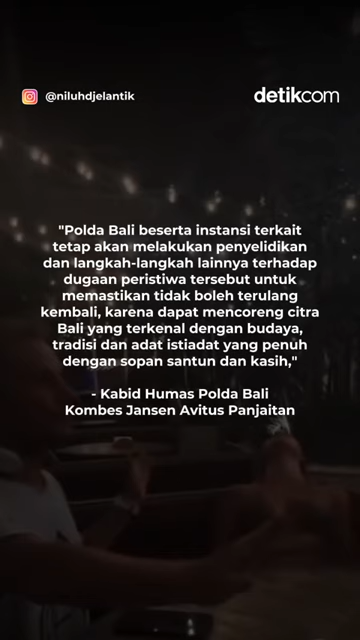 @niluhdjelantik
detikcom
"Polda Bali beserta instansi terkait
tetap akan melakukan penyelidikan
dan langkah-langkah lainnya terhadap
dugaan peristiwa tersebut untuk
memastikan tidak boleh terulang
kembali, karena dapat mencoreng citra
Bali yang terkenal dengan budaya,
tradisi dan adat istiadat yang penuh
dengan sopan santun dan kasih,"
- Kabid Humas Polda Bali
Kombes Jansen Avitus Panjaitan